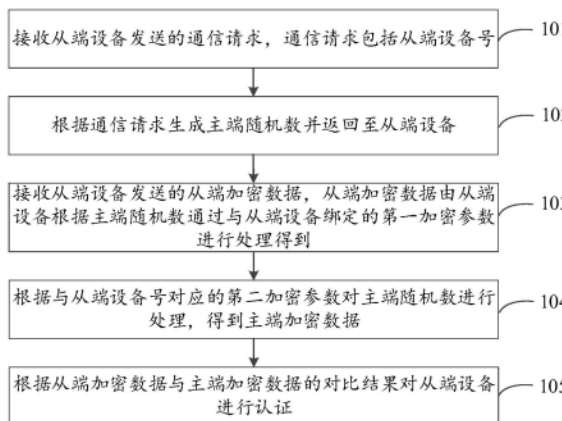 接收从端设备发送的通信请求，通信请求包括从端设备号
101
根据通信请求生成主端随机数并返回至从端设备
102
接收从端设备发送的从端加密数据，从端加密数据由从端
设备根据主端随机数通过与从端设备绑定的第一加密参数
进行处理得到
103
根据与从端设备号对应的第二加密参数对主端随机数进行
处理，得到主端加密数据
104
根据从端加密数据与主端加密数据的对比结果对从端设备
进行认证
105